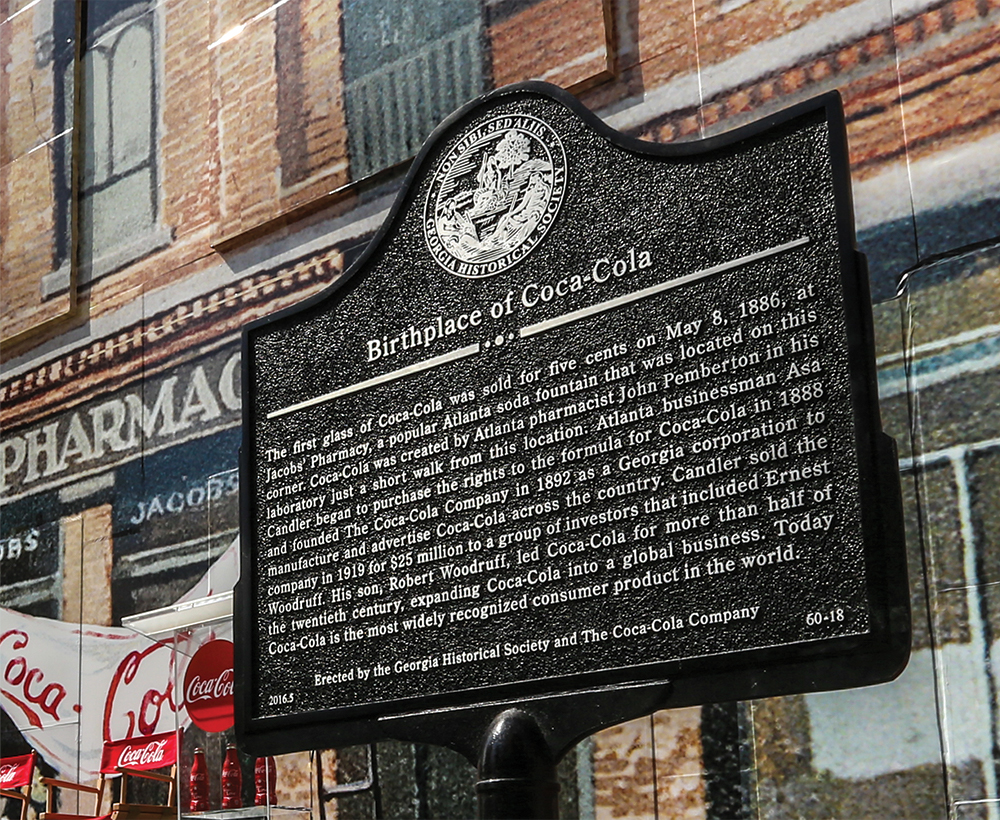 NON SIBI, SED ALIIS
GEORGIA HISTORICAL SOCIETY
Birthplace of Coca-Cola
The first glass of Coca-Cola was sold for five cents on May 8, 1886, at
Jacobs' Pharmacy, a popular Atlanta soda fountain that was located on this
corner. Coca-Cola was created by Atlanta pharmacist John Pemberton in his
laboratory just a short walk from this location. Atlanta businessman Asa
Candler began to purchase the rights to the formula for Coca-Cola in 1888
and founded The Coca-Cola Company in 1892 as a Georgia corporation to
manufacture and advertise Coca-Cola across the country. Candler sold the
company in 1919 for $25 million to a group of investors that included Ernest
Woodruff. His son, Robert Woodruff, led Coca-Cola for more than half of
the twentieth century, expanding Coca-Cola into a global business. Today
Coca-Cola is the most widely recognized consumer product in the world.
Erected by the Georgia Historical Society and The Coca-Cola Company
2016.5
60-18
PHARMAC
JACOBS
OBS
Coca-Col
Coca-Col
Coca-Cola
Cola